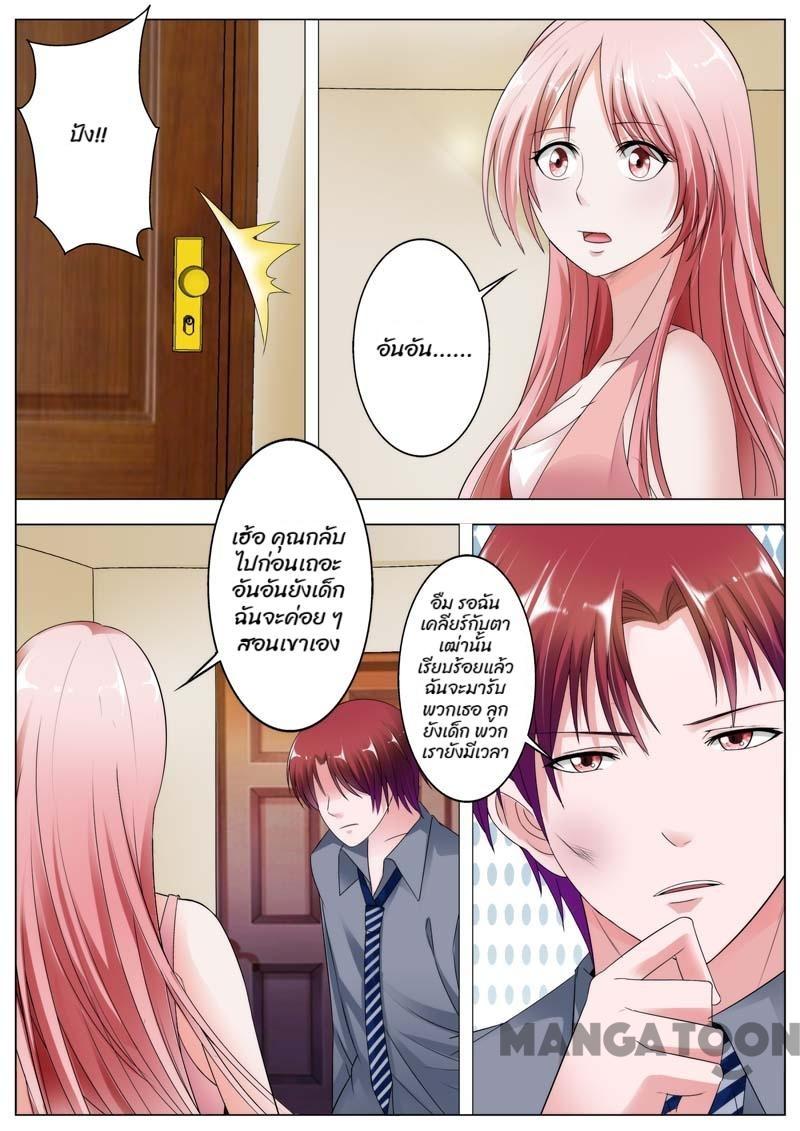 ปัง!!
อันอัน......
เฮ้อ คุณกลับ
ไปก่อนเถอะ
อันอันยังเด็ก
ฉันจะค่อย ๆ
สอนเขาเอง
อืม รอฉัน
เคลียร์กับตา
เฒ่านั้น
เรียบร้อยแล้ว
ฉันจะมารับ
พวกเธอ ลูก
ยังเด็ก พวก
เรายังมีเวลา
MANGATOON